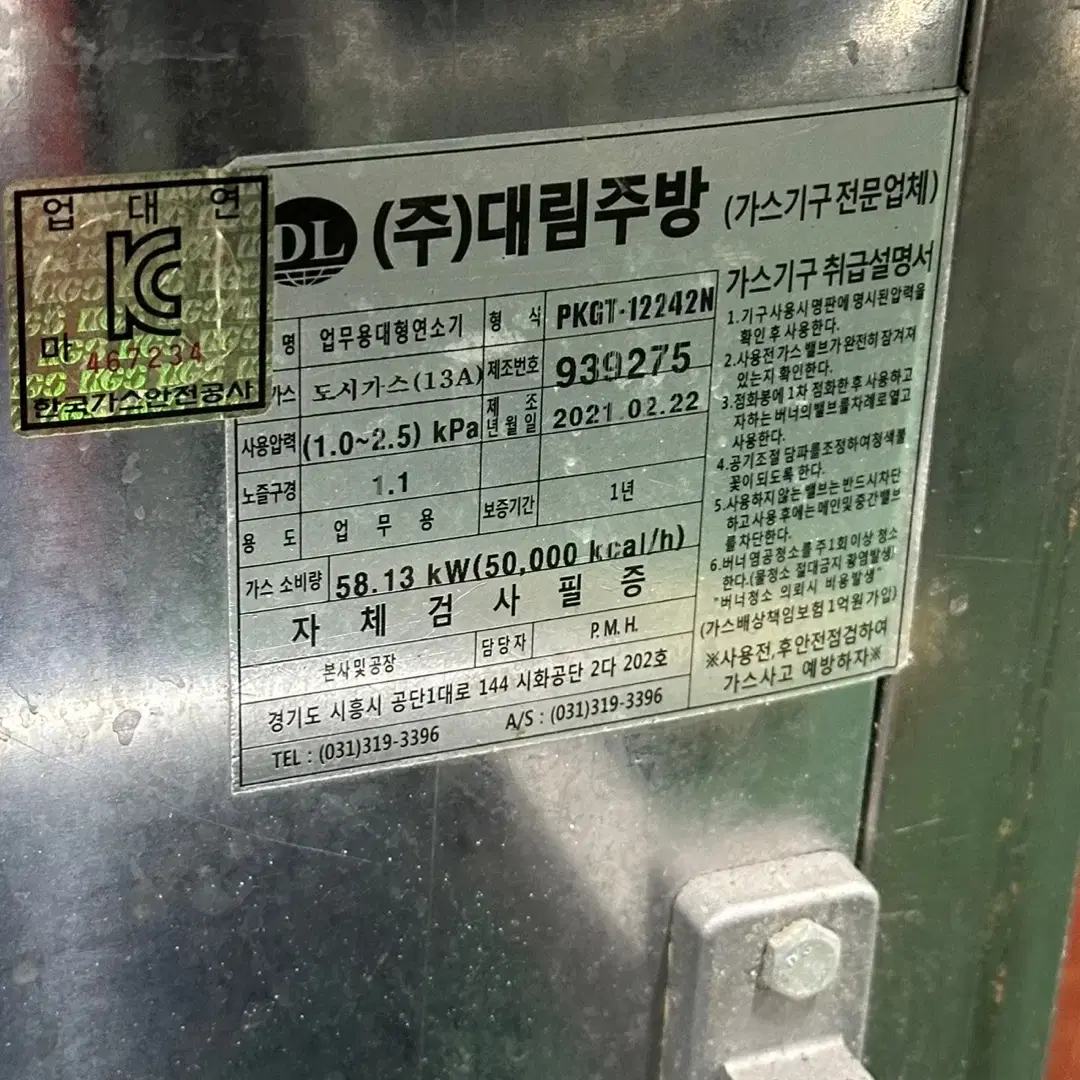 업 대 연
KC
마 467234
한국가스안전공사
DL (주)대림주방 (가스기구 전문업체)
명 업무용대형연소기 형 식 PKGT-12242N
가스 도시가스(13A) 제조번호 939275
사용압력 (1.0~2.5) kPa 제 조 년월일 2021.02.22
노즐구경 1.1
용 도 업 무 용 보증기간 1년
가스 소비량 58.13 kW(50,000 kcal/h)
자 체 검 사 필 증
본사및공장 담당자 P.M.H.
경기도 시흥시 공단1대로 144 시화공단 2다 202호
TEL : (031)319-3396 A/S : (031)319-3396
가스기구 취급설명서
1.기구사용시명판에 명시된압력을
확인 후 사용한다.
2.사용전가스 밸브가 완전히 잠겨져
있는지 확인한다.
3.점화봉에 1차 점화한 후 사용하고
자하는 버너의밸브를차례로열고
사용한다.
4.공기조절 담파를조정하여청색불
꽃이 되도록 한다.
5.사용하지않는 밸브는 반드시차단
하고사용후에는메인및중간밸브
를차단한다.
6.버너염공청소를 주1회이상 청소
한다.(물청소 절대금지 황염발생)
"버너청소 의뢰시 비용발생"
(가스배상책임보험 1억원가입)
※사용전,후안전점검하여
가스사고 예방하자※